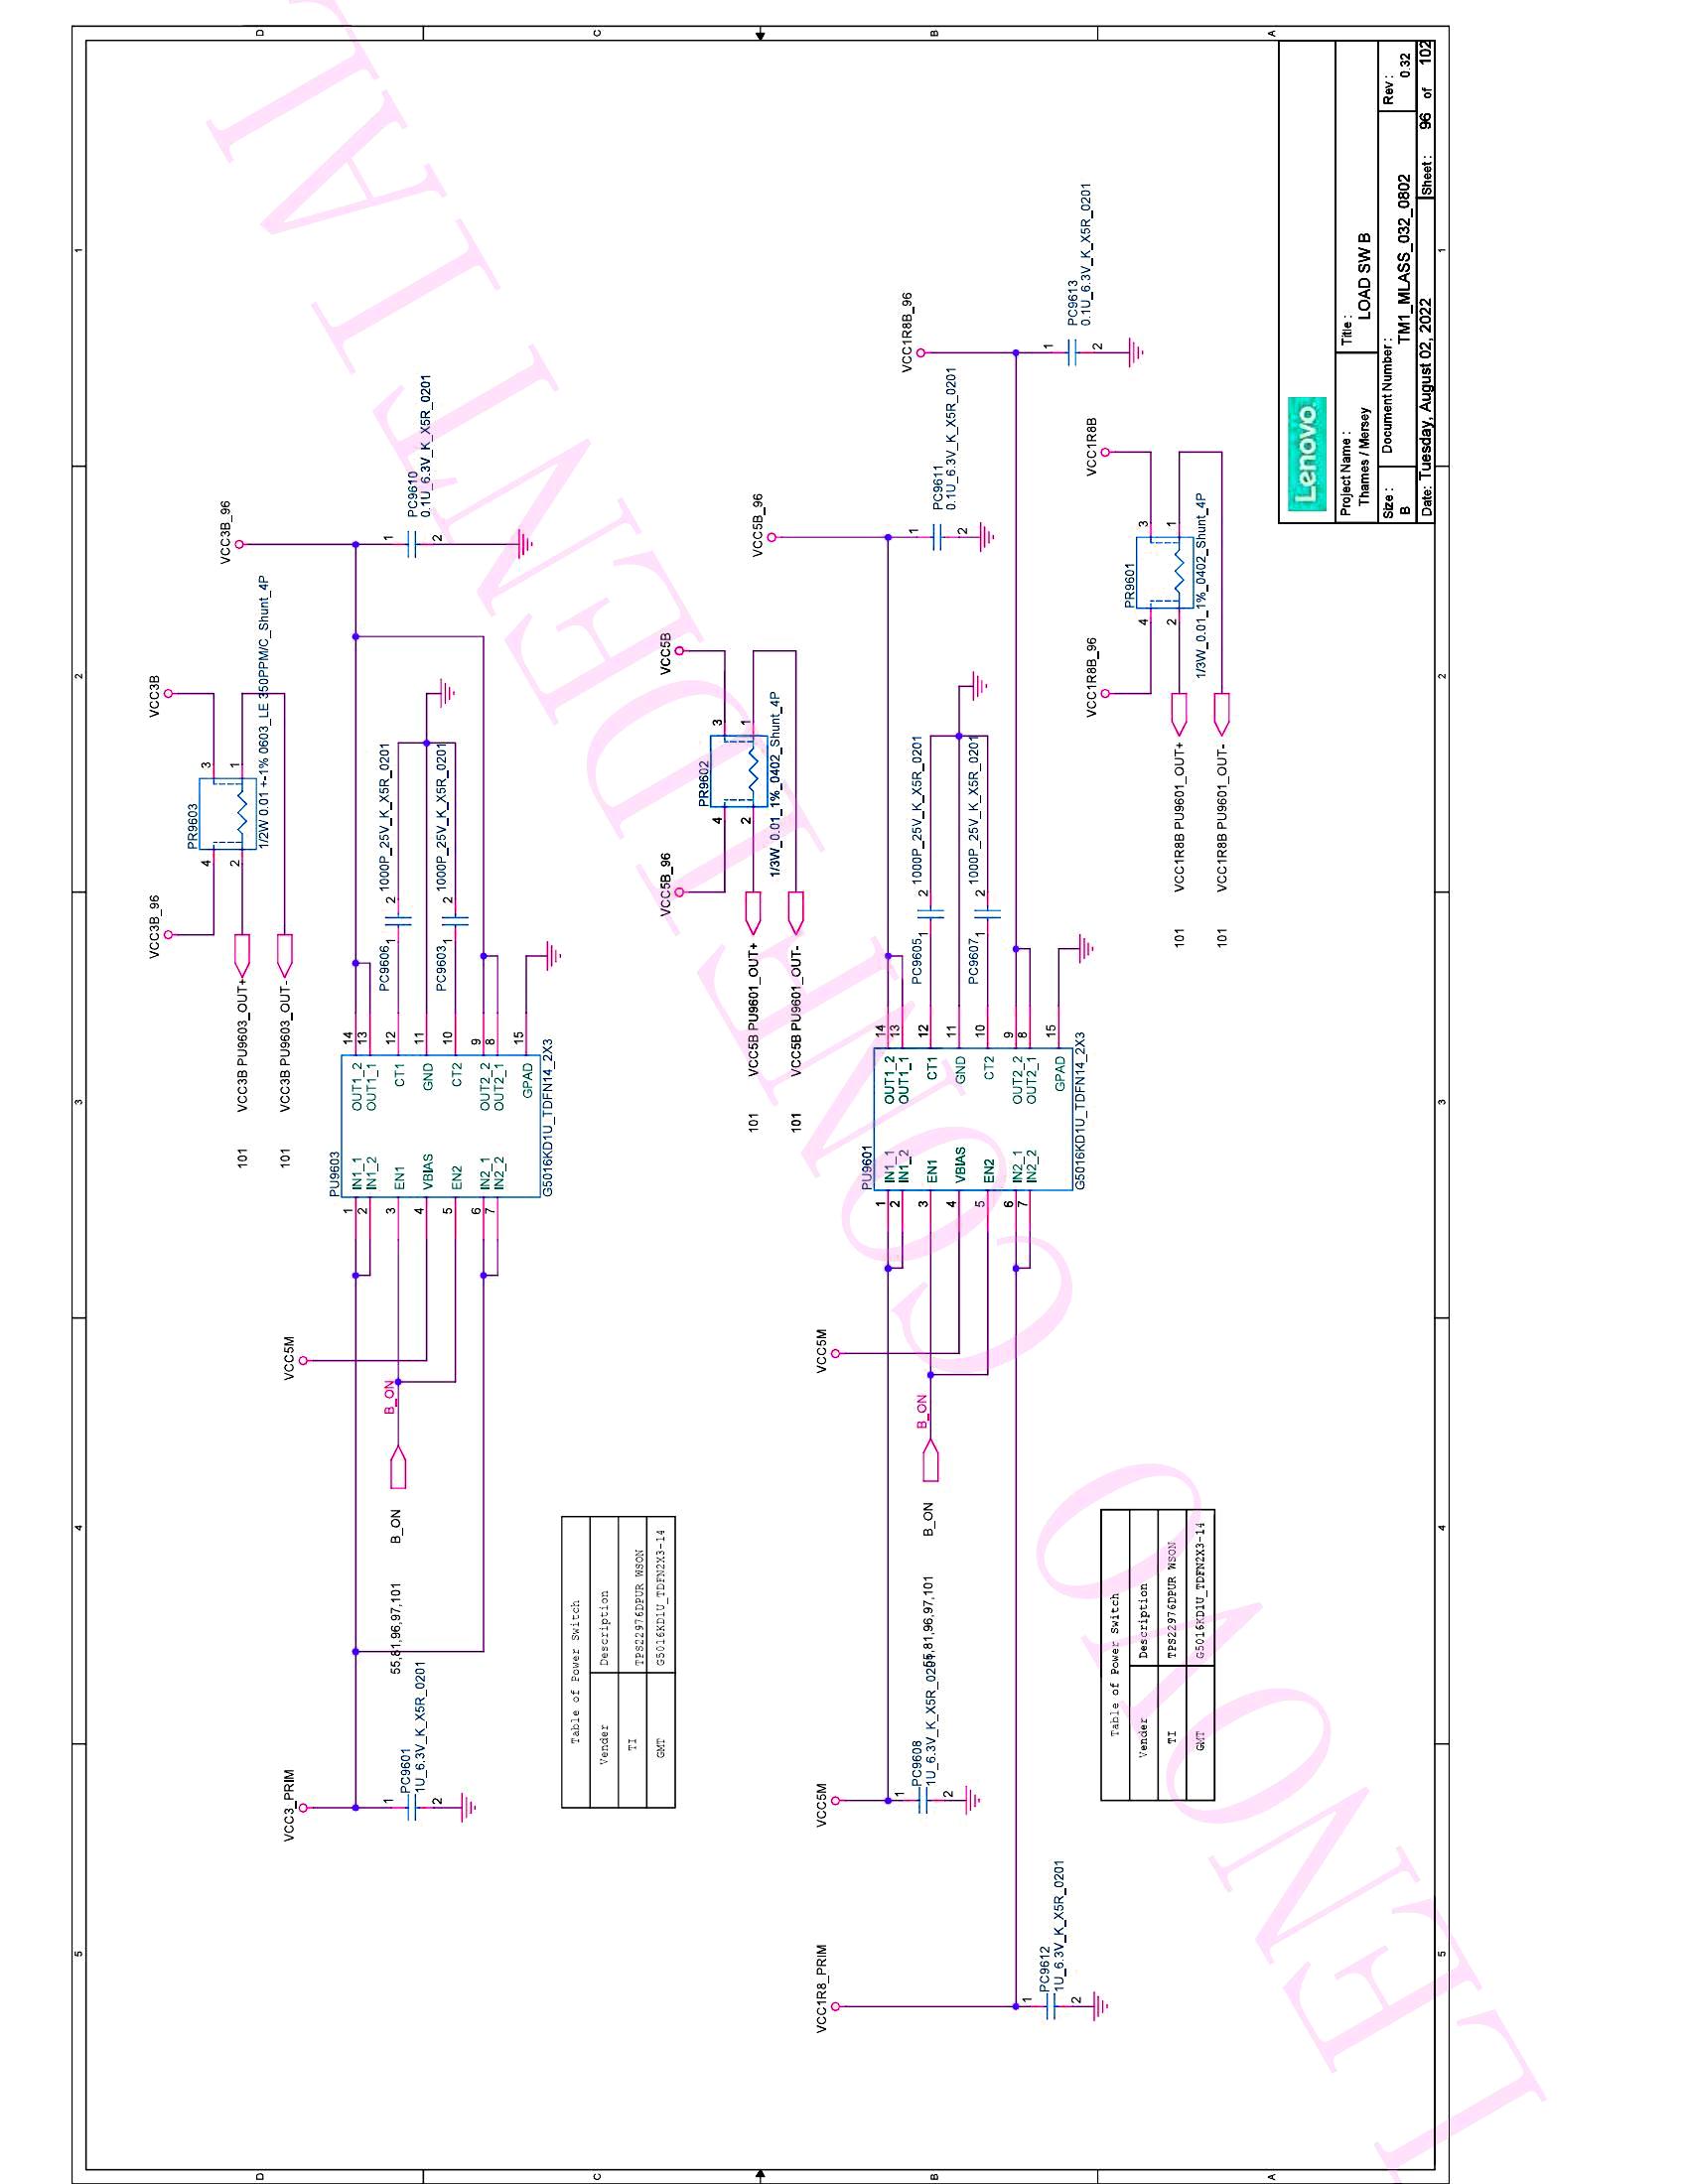 5
4
3
2
1
D
C
B
A
VCC3_PRIM
PC9601
1U_6.3V_K_X5R_0201
1
2
55,81,96,97,101
B_ON
B_ON
VCC5M
PU9603
IN1_1
IN1_2
EN1
VBIAS
EN2
IN2_1
IN2_2
1
2
3
4
5
6
7
OUT1_2
OUT1_1
CT1
GND
CT2
OUT2_2
OUT2_1
GPAD
14
13
12
11
10
9
8
15
G5016KD1U_TDFN14_2X3
PC9606
1
2
1000P_25V_K_X5R_0201
PC9603
1
2
1000P_25V_K_X5R_0201
VCC3B_96
PC9610
0.1U_6.3V_K_X5R_0201
1
2
VCC3B_96
VCC3B
PR9603
4
3
2
1
1/2W 0.01 +-1% 0603_LE 350PPM/C_Shunt_4P
101 VCC3B PU9603_OUT+
101 VCC3B PU9603_OUT-
Table of Power Switch
Vender Description
TI TPS22976DPUR WSON
GMT G5016KD1U_TDFN2X3-14
VCC5B_96
VCC5B
PR9602
4
3
2
1
1/3W_0.01_1%_0402_Shunt_4P
101 VCC5B PU9601_OUT+
101 VCC5B PU9601_OUT-
VCC1R8_PRIM
PC9612
1U_6.3V_K_X5R_0201
1
2
VCC5M
PC9608
1U_6.3V_K_X5R_0201
1
2
55,81,96,97,101
B_ON
B_ON
VCC5M
PU9601
IN1_1
IN1_2
EN1
VBIAS
EN2
IN2_1
IN2_2
1
2
3
4
5
6
7
OUT1_2
OUT1_1
CT1
GND
CT2
OUT2_2
OUT2_1
GPAD
14
13
12
11
10
9
8
15
G5016KD1U_TDFN14_2X3
PC9605
1
2
1000P_25V_K_X5R_0201
PC9607
1
2
1000P_25V_K_X5R_0201
VCC5B_96
PC9611
0.1U_6.3V_K_X5R_0201
1
2
VCC1R8B_96
PC9613
0.1U_6.3V_K_X5R_0201
1
2
VCC1R8B_96
VCC1R8B
PR9601
4
3
2
1
1/3W_0.01_1%_0402_Shunt_4P
101 VCC1R8B PU9601_OUT+
101 VCC1R8B PU9601_OUT-
Table of Power Switch
Vender Description
TI TPS22976DPUR WSON
GMT G5016KD1U_TDFN2X3-14
LENOVO CONFIDENTIAL
Lenovo
Project Name :
Thames / Mersey
Title :
LOAD SW B
Size :
B
Document Number :
TM1_MLASS_032_0802
Rev :
0.32
Date: Tuesday, August 02, 2022
Sheet : 96 of 102
5
4
3
2
1
D
C
B
A